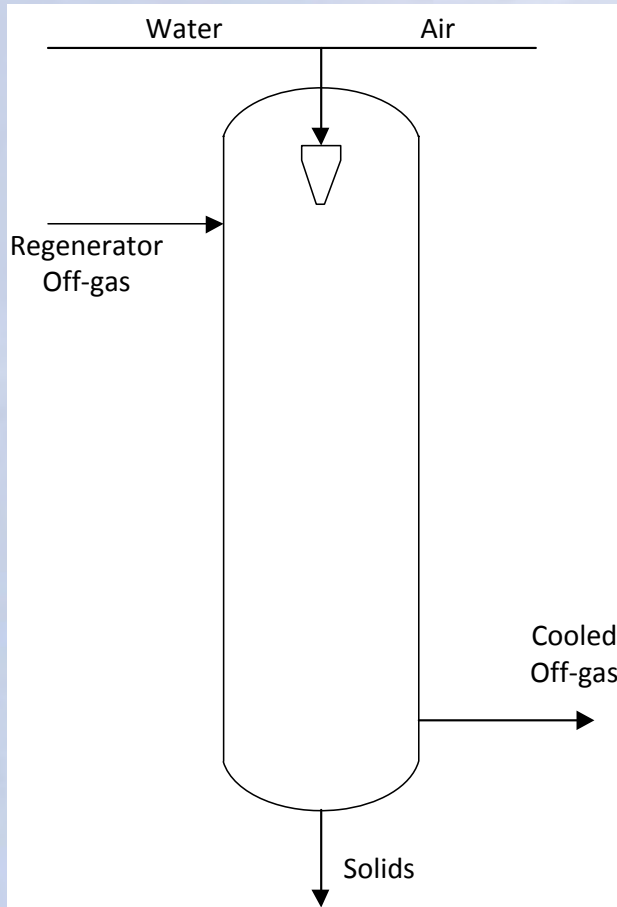 Water
Air
Regenerator
Off-gas
Cooled
Off-gas
Solids